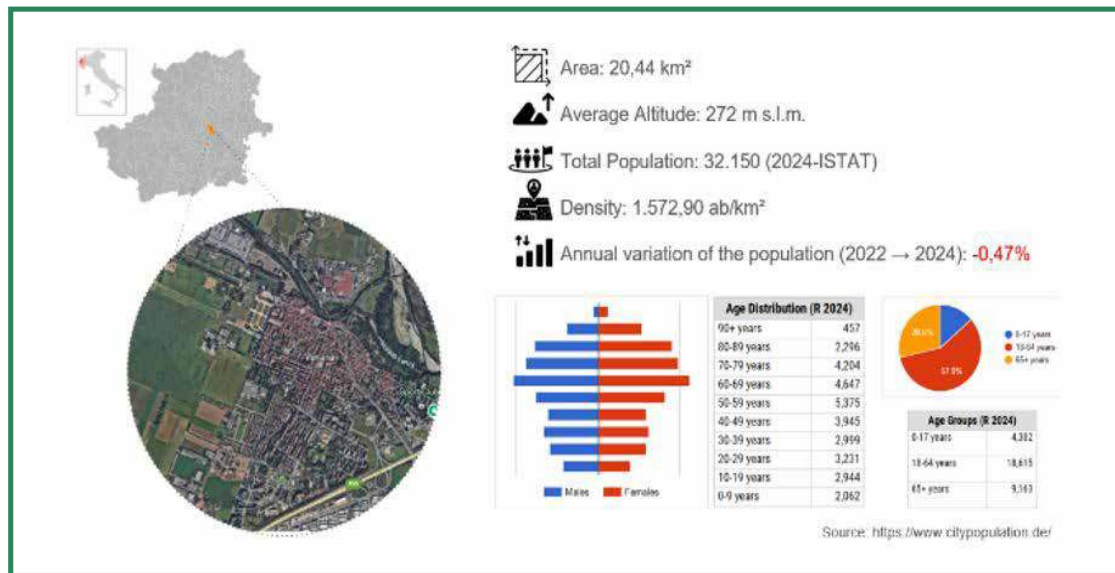 Area: 20,44 km²
Average Altitude: 272 m s.l.m.
Total Population: 32.150 (2024-ISTAT)
Density: 1.572,90 ab/km²
Annual variation of the population (2022 → 2024): -0,47%
Age Distribution (R 2024)
90+ years 457
80-89 years 2,296
70-79 years 4,204
60-69 years 4,647
50-59 years 5,375
40-49 years 3,945
30-39 years 2,999
20-29 years 3,231
10-19 years 2,944
0-9 years 2,062
Males Females
0-17 years
18-64 years
65+ years
57.9%
Age Groups (R 2024)
0-17 years 4,382
18-64 years 18,615
65+ years 9,163
Source: https://www.citypopulation.de/